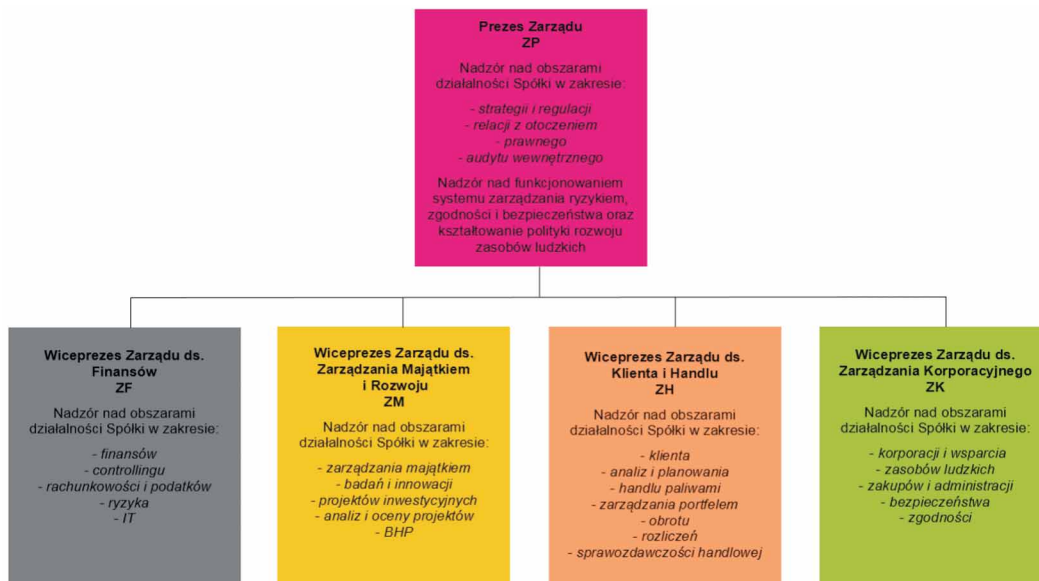 Prezes Zarządu
ZP
Nadzór nad obszarami
działalności Spółki w zakresie:
- strategii i regulacji
- relacji z otoczeniem
- prawnego
- audytu wewnętrznego
Nadzór nad funkcjonowaniem
systemu zarządzania ryzykiem,
zgodności i bezpieczeństwa oraz
kształtowanie polityki rozwoju
zasobów ludzkich
Wiceprezes Zarządu ds.
Finansów
ZF
Nadzór nad obszarami
działalności Spółki w zakresie:
- finansów
- controllingu
- rachunkowości i podatków
- ryzyka
- IT
Wiceprezes Zarządu ds.
Zarządzania Majątkiem
i Rozwoju
ZM
Nadzór nad obszarami
działalności Spółki w zakresie:
- zarządzania majątkiem
- badań i innowacji
- projektów inwestycyjnych
- analiz i oceny projektów
- BHP
Wiceprezes Zarządu ds.
Klienta i Handlu
ZH
Nadzór nad obszarami
działalności Spółki w zakresie:
- klienta
- analiz i planowania
- handlu paliwami
- zarządzania portfelem
- obrotu
- rozliczeń
- sprawozdawczości handlowej
Wiceprezes Zarządu ds.
Zarządzania Korporacyjnego
ZK
Nadzór nad obszarami
działalności Spółki w zakresie:
- korporacji i wsparcia
- zasobów ludzkich
- zakupów i administracji
- bezpieczeństwa
- zgodności